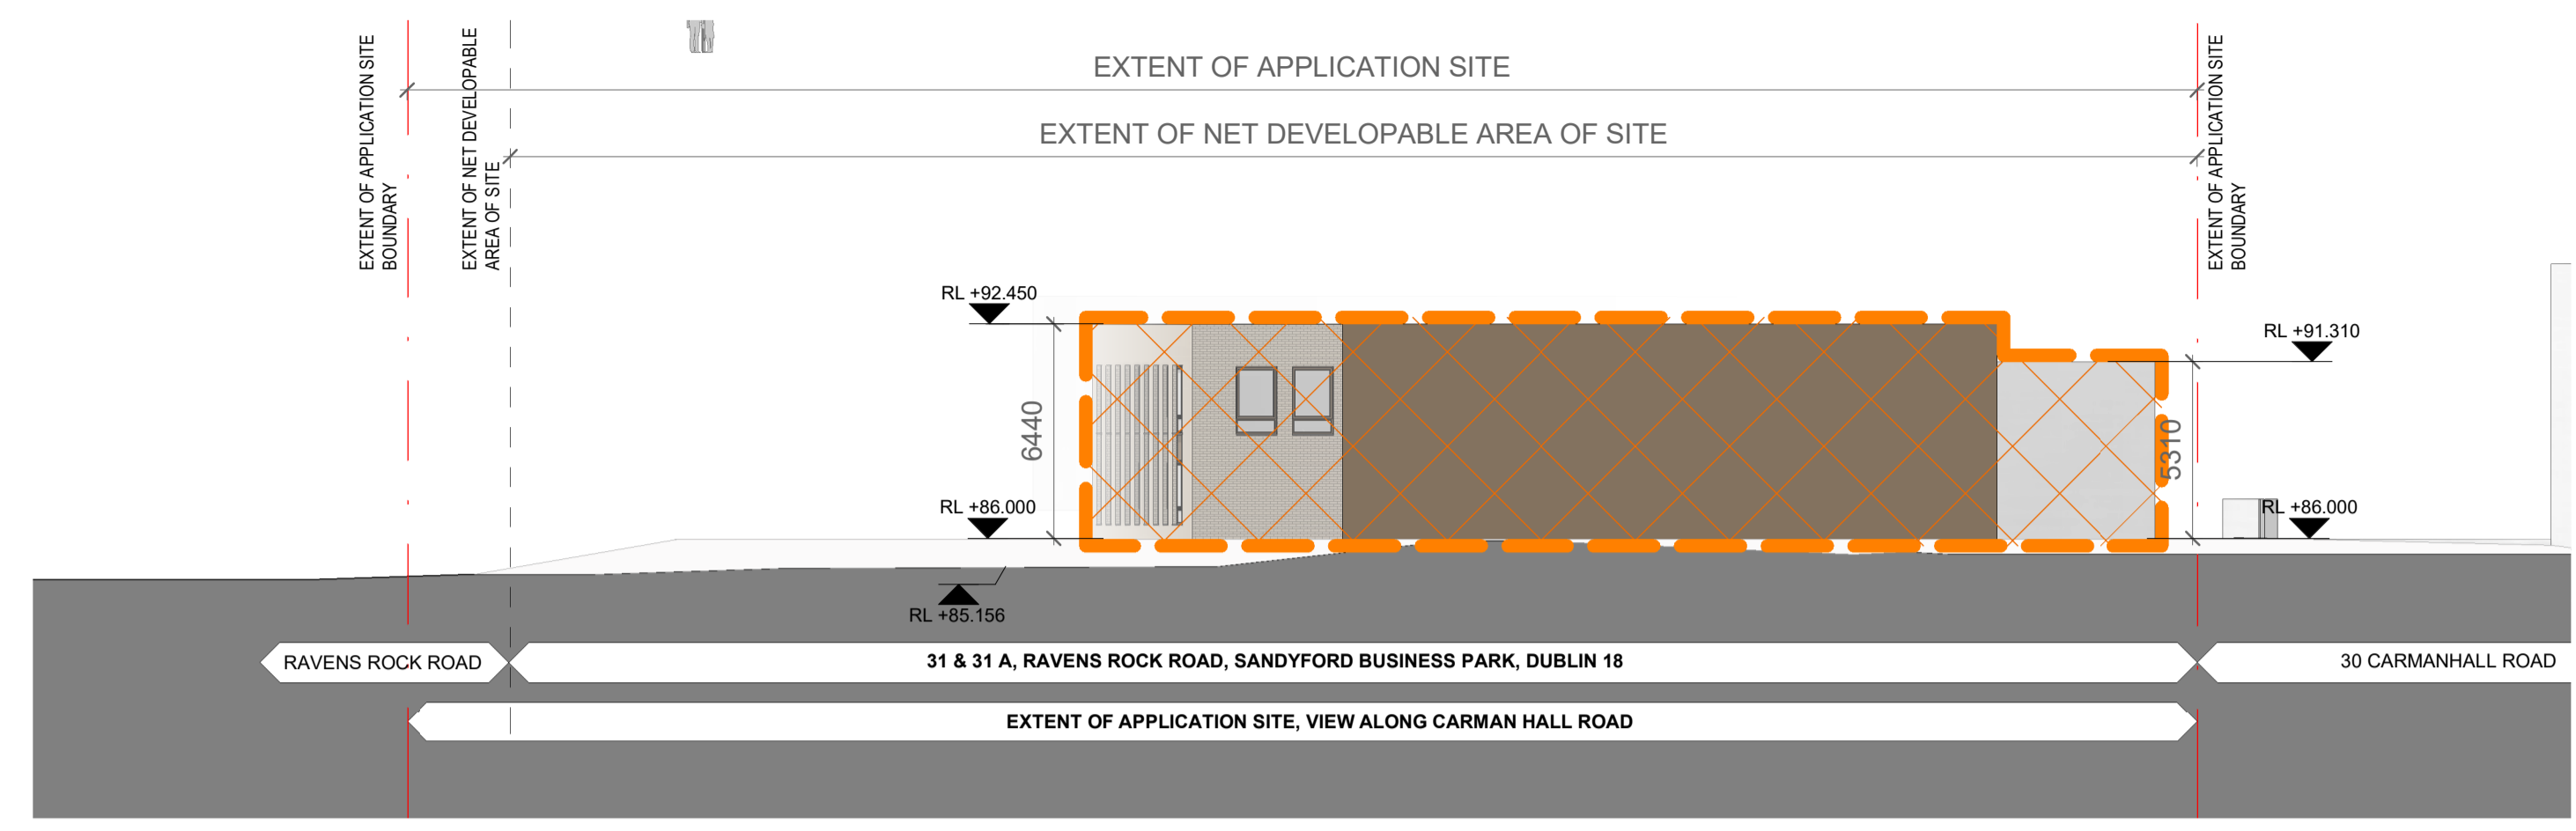 EXTENT OF APPLICATION SITE
BOUNDARY
EXTENT OF NET DEVELOPABLE
AREA OF SITE
EXTENT OF APPLICATION SITE
EXTENT OF NET DEVELOPABLE AREA OF SITE
EXTENT OF APPLICATION SITE
BOUNDARY
RL +92.450
RL +91.310
6440
5310
RL +86.000
RL +86.000
RL +85.156
RAVENS ROCK ROAD
31 & 31 A, RAVENS ROCK ROAD, SANDYFORD BUSINESS PARK, DUBLIN 18
30 CARMANHALL ROAD
EXTENT OF APPLICATION SITE, VIEW ALONG CARMAN HALL ROAD